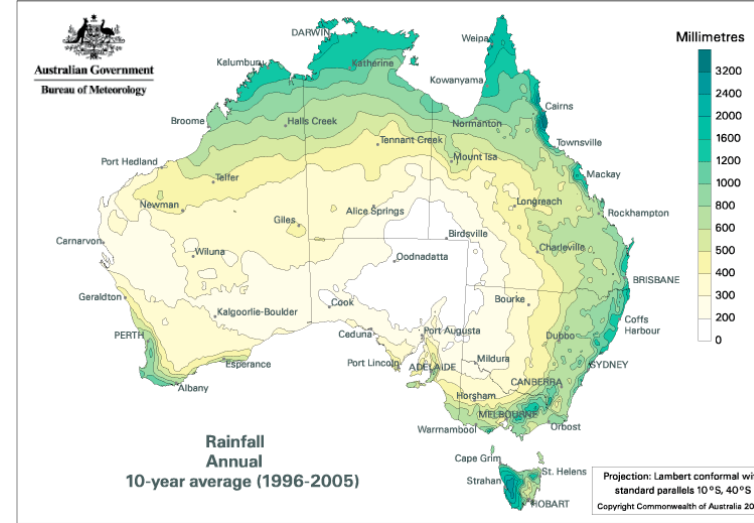 Australian Government
Bureau of Meteorology
DARWIN
Weipa
Kalumburu
Katherine
Kowanyama
Cairns
Broome
Halls Creek
Normanton
Townsville
Tennant Creek
Port Hedland
Mount Isa
Mackay
Telfer
Newman
Longreach
Alice Springs
Rockhampton
Giles
Birdsville
Carnarvon
Charleville
Wiluna
Oodnadatta
BRISBANE
Geraldton
Cook
Bourke
Kalgoorlie-Boulder
Coffs
Harbour
PERTH
Ceduna
Port Augusta
Dubbo
Esperance
Port Lincoln
ADELAIDE
Mildura
SYDNEY
Albany
CANBERRA
Horsham
MELBOURNE
Warrnambool
Orbost
Cape Grim
St. Helens
Strahan
HOBART
Millimetres
3200
2400
2000
1600
1200
1000
800
600
500
400
300
200
0
Rainfall
Annual
10-year average (1996-2005)
Projection: Lambert conformal wi
standard parallels 10°S, 40°S
Copyright Commonwealth of Australia 20